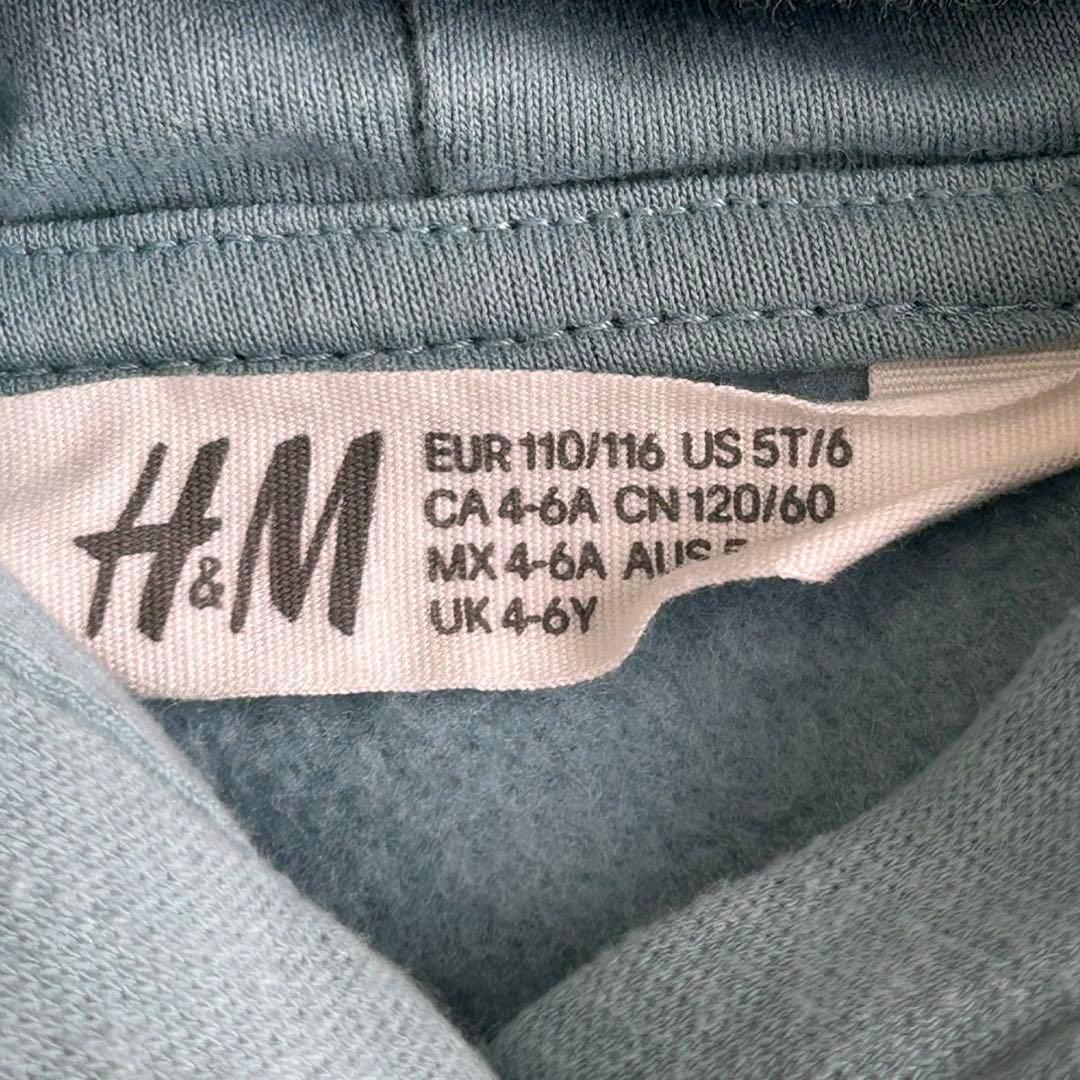 H&M
EUR 110/116 US 5T/6
CA 4-6A CN 120/60
MX 4-6A AUS
UK 4-6Y